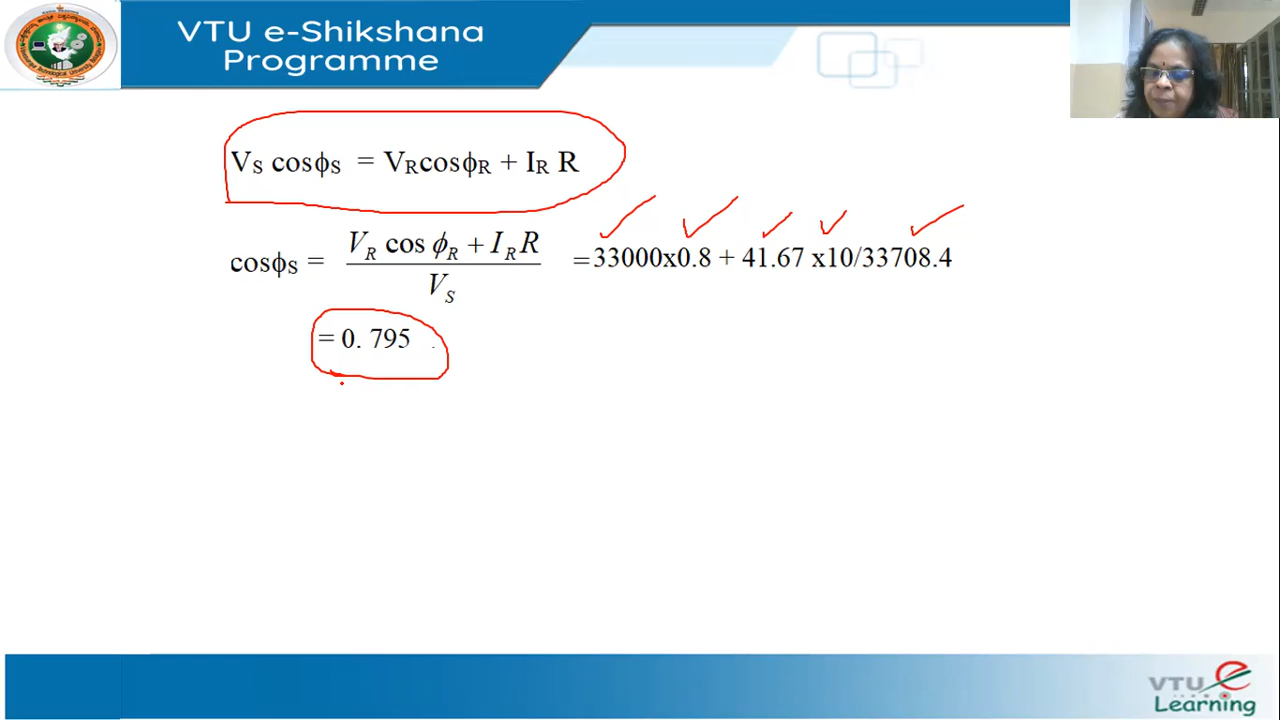 VTU e-Shikshana
Programme
VS cosϕS = VRcosϕR + IR R
cosϕS = (VR cos ϕR + IR R) / VS =33000x0.8 + 41.67 x10/33708.4
= 0. 795
VTU e
Learning